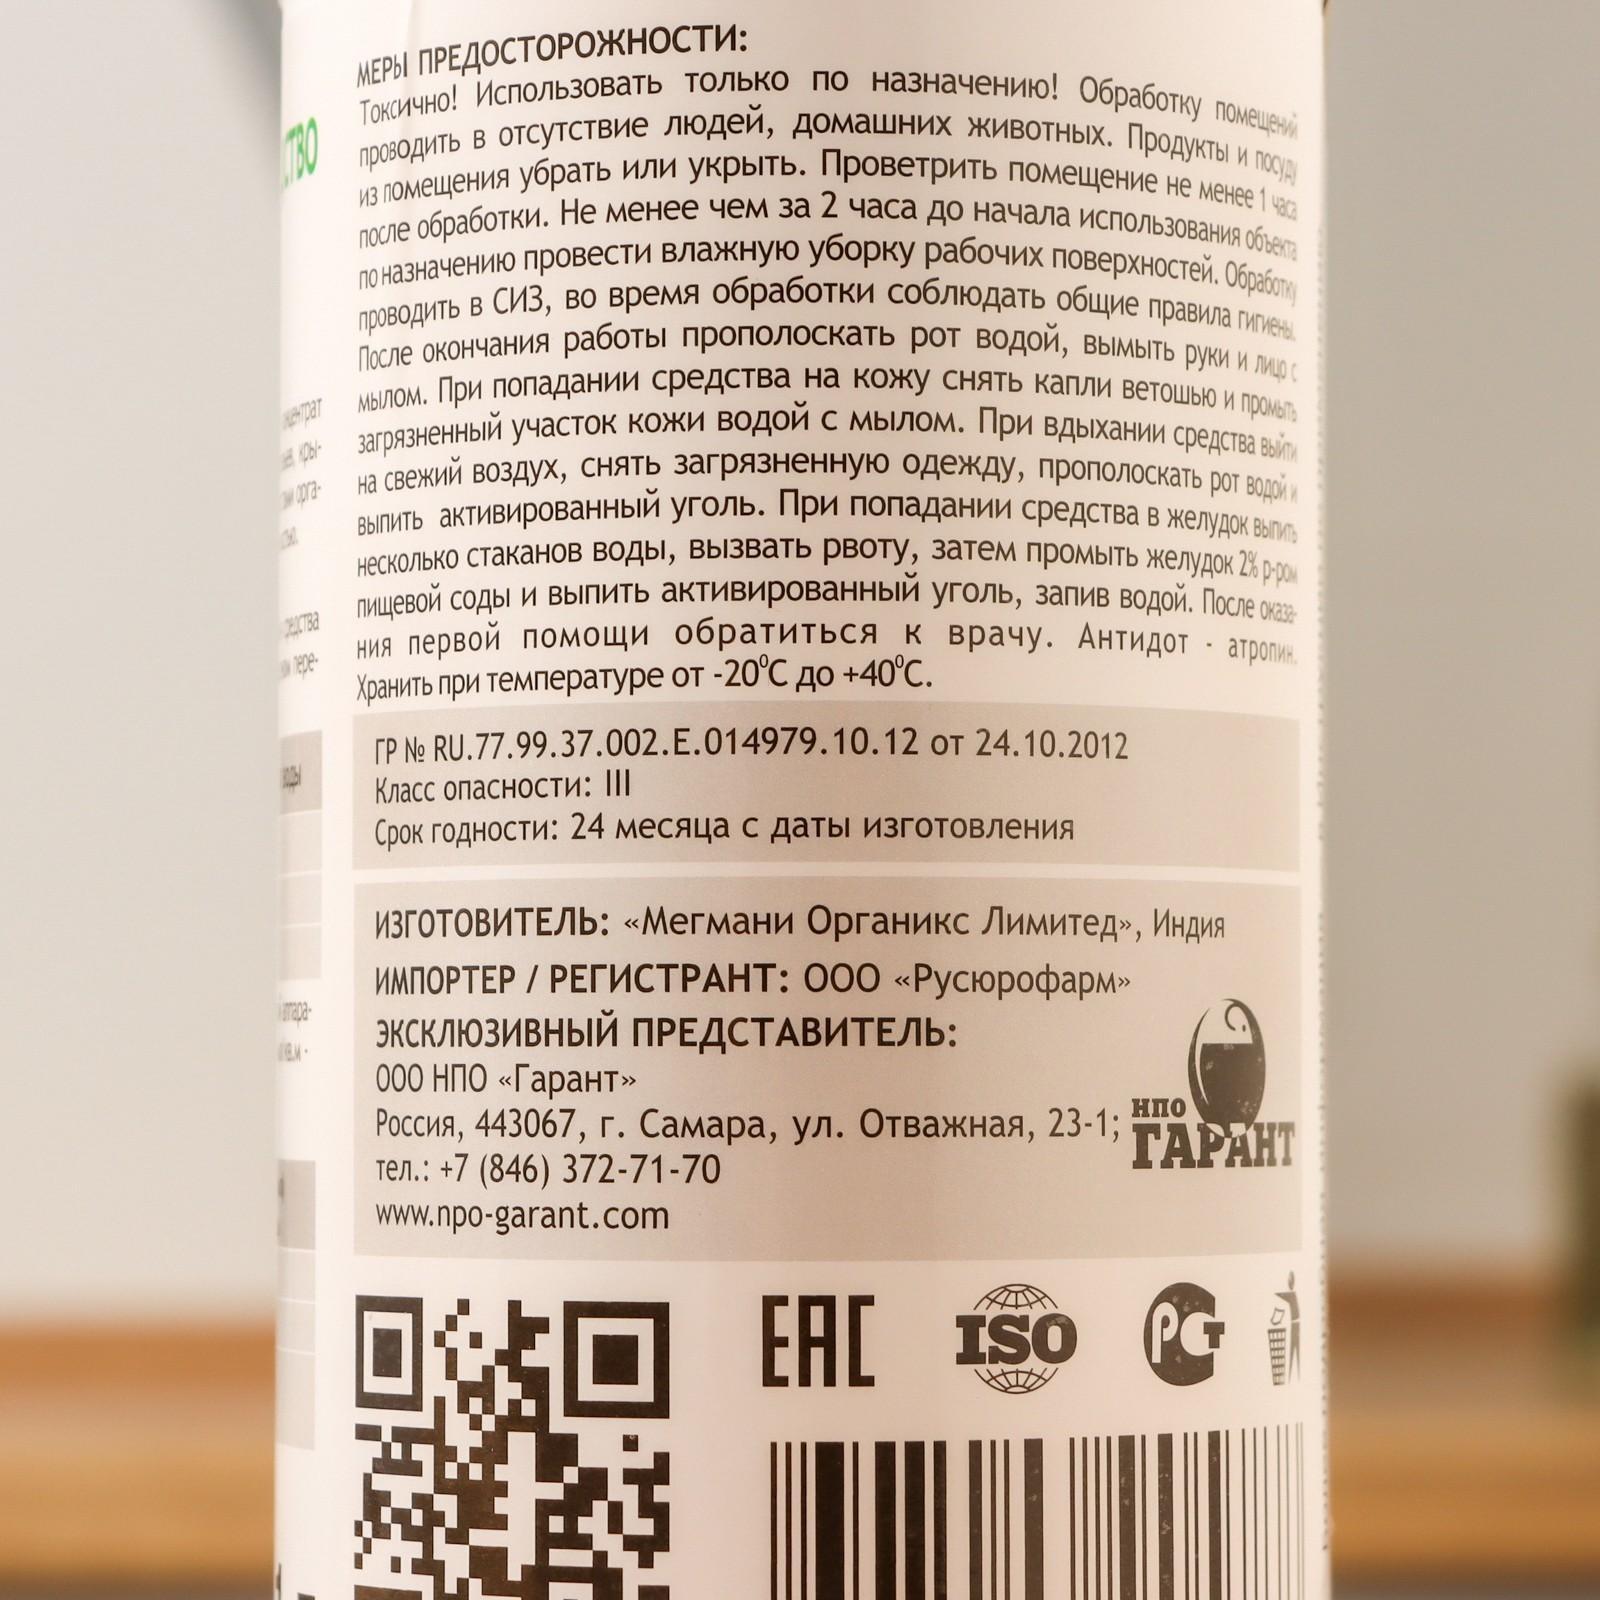 МЕРЫ ПРЕДОСТОРОЖНОСТИ:
Токсично! Использовать только по назначению! Обработку помещений
проводить в отсутствие людей, домашних животных. Продукты и посуду
из помещения убрать или укрыть. Проветрить помещение не менее 1 часа
после обработки. Не менее чем за 2 часа до начала использования объекта
по назначению провести влажную уборку рабочих поверхностей. Обработку
проводить в СИЗ, во время обработки соблюдать общие правила гигиены.
После окончания работы прополоскать рот водой, вымыть руки и лицо с
мылом. При попадании средства на кожу снять капли ветошью и промыть
загрязненный участок кожи водой с мылом. При вдыхании средства выйти
на свежий воздух, снять загрязненную одежду, прополоскать рот водой и
выпить активированный уголь. При попадании средства в желудок выпить
несколько стаканов воды, вызвать рвоту, затем промыть желудок 2% р-ром
пищевой соды и выпить активированный уголь, запив водой. После оказа-
ния первой помощи обратиться к врачу. Антидот - атропин.
Хранить при температуре от -20⁰С до +40⁰С.
ГР № RU.77.99.37.002.Е.014979.10.12 от 24.10.2012
Класс опасности: III
Срок годности: 24 месяца с даты изготовления
ИЗГОТОВИТЕЛЬ: «Мегмани Органикс Лимитед», Индия
ИМПОРТЕР / РЕГИСТРАНТ: ООО «Русюрофарм»
ЭКСКЛЮЗИВНЫЙ ПРЕДСТАВИТЕЛЬ:
ООО НПО «Гарант»
Россия, 443067, г. Самара, ул. Отважная, 23-1;
тел.: +7 (846) 372-71-70
www.npo-garant.com
НПО
ГАРАНТ
EAC
ISO
РСТ